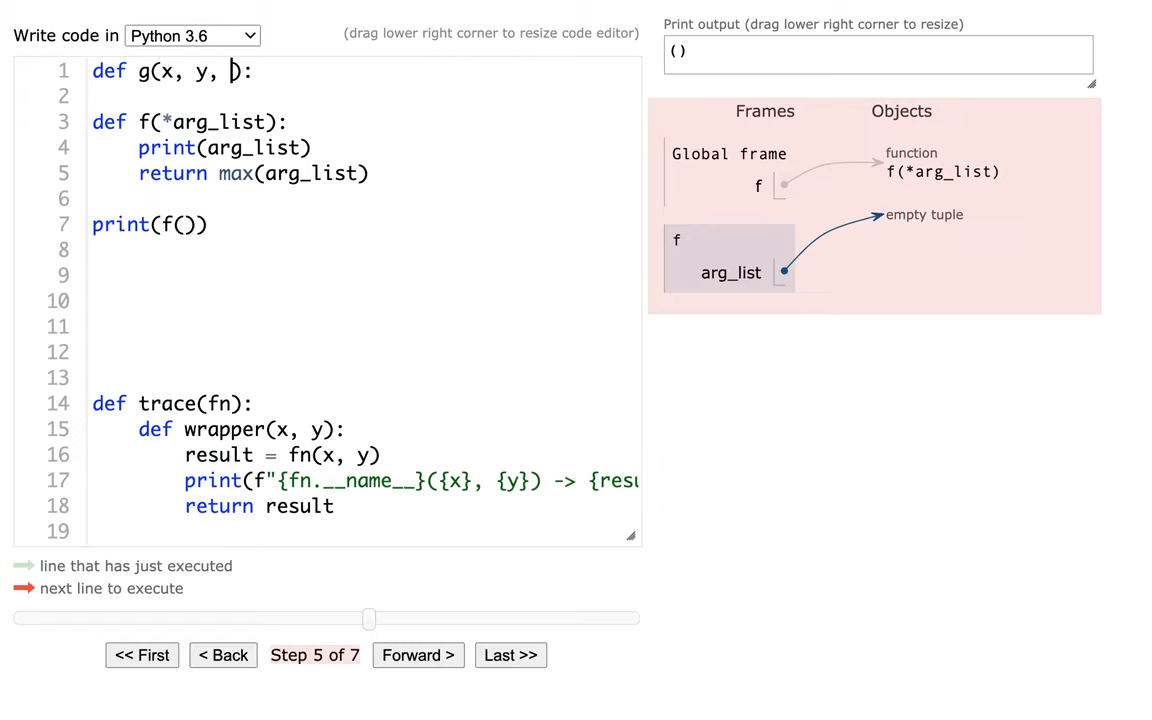 Write code in Python 3.6 (drag lower right corner to resize code editor)
1 def g(x, y, ):
2
3 def f(*arg_list):
4     print(arg_list)
5     return max(arg_list)
6
7 print(f())
8
9
10
11
12
13
14 def trace(fn):
15     def wrapper(x, y):
16         result = fn(x, y)
17         print(f"{fn.__name__}({x}, {y}) -> {resu
18         return result
19
line that has just executed
next line to execute
<< First < Back Step 5 of 7 Forward > Last >>
Print output (drag lower right corner to resize)
()
Frames Objects
Global frame
f
function
f(*arg_list)
empty tuple
f
arg_list